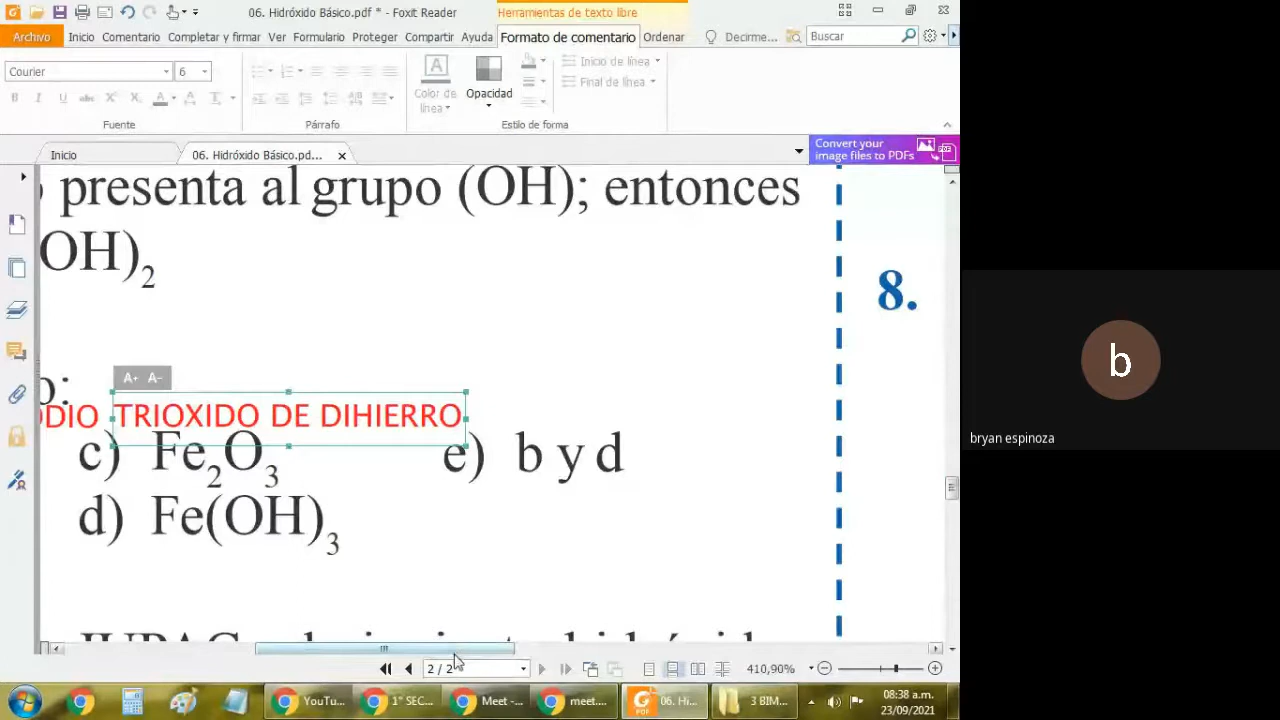 06. Hidróxido Básico.pdf * - Foxit Reader
Herramientas de texto libre
Archivo Inicio Comentario Completar y firmar Ver Formulario Proteger Compartir Ayuda Formato de comentario Ordenar Decirme... Buscar
Courier 6
Inicio de línea
Final de línea
Color de línea
Opacidad
Fuente Párrafo Estilo de forma
Inicio 06. Hidróxido Básico.pd...
Convert your
image files to PDFs
presenta al grupo (OH); entonces
OH)2
8.
o:
A+ A-
ODIO TRIOXIDO DE DIHIERRO
c) Fe2O3 e) b y d
d) Fe(OH)3
b
bryan espinoza
2 / 2
410,90%
YouTu... 1° SEC... Meet -... meet.... 06. Hi... 3 BIM...
08:38 a.m.
23/09/2021